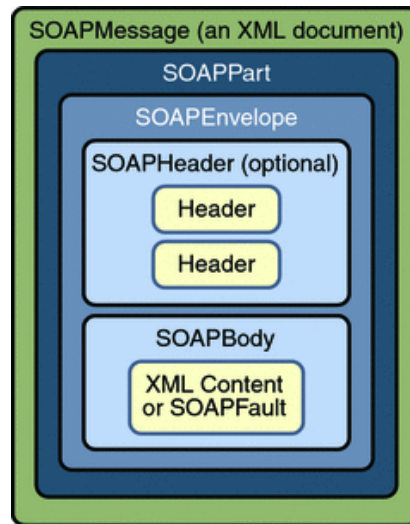 SOAPMessage (an XML document)
SOAPPart
SOAPEnvelope
SOAPHeader (optional)
Header
Header
SOAPBody
XML Content
or SOAPFault